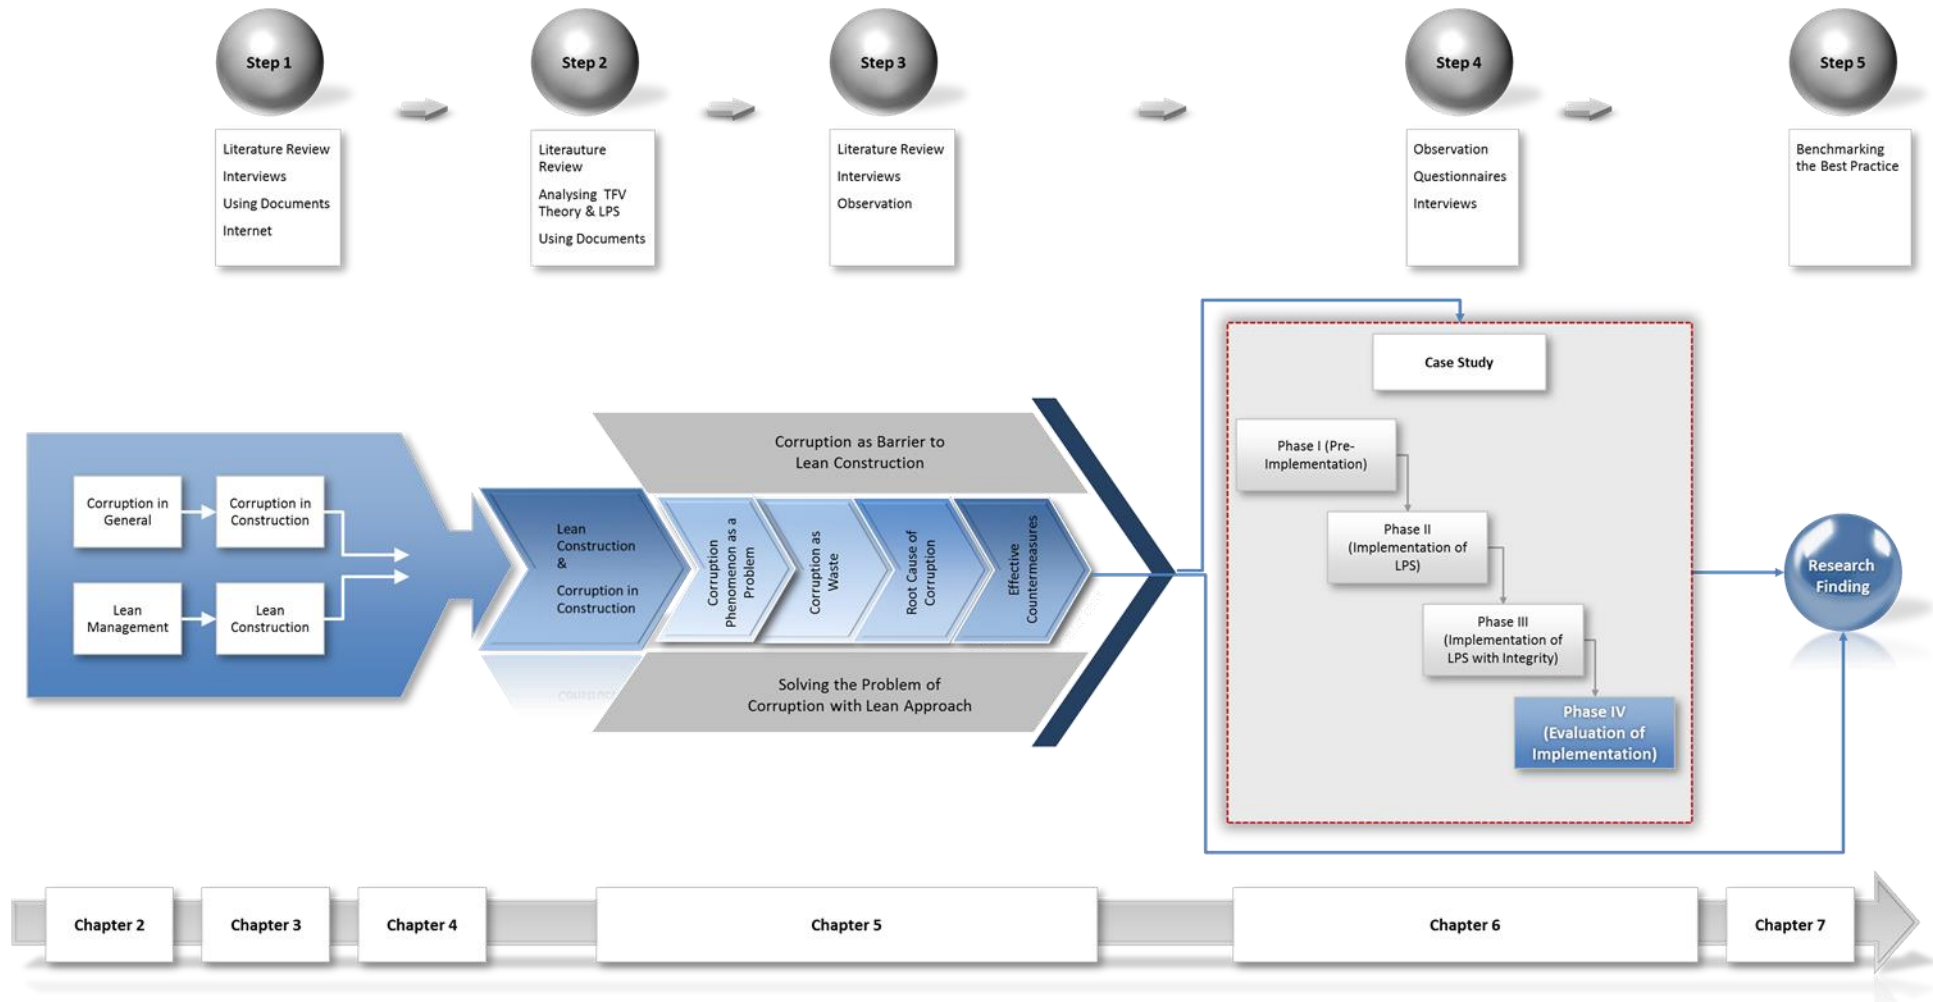 Step 1
Step 2
Step 3
Step 4
Step 5
Literature Review
Interviews
Using Documents
Internet
Literauture
Review
Analysing TFV
Theory & LPS
Using Documents
Literature Review
Interviews
Observation
Observation
Questionnaires
Interviews
Benchmarking
the Best Practice
Corruption in
General
Corruption in
Construction
Lean
Management
Lean
Construction
Lean
Construction
&
Corruption in
Construction
Corruption as Barrier to
Lean Construction
Corruption
Phenomenon as a
Problem
Corruption as
Waste
Root Cause of
Corruption
Effective
Countermeasures
Solving the Problem of
Corruption with Lean Approach
Case Study
Phase I (Pre-
Implementation)
Phase II
(Implementation of
LPS)
Phase III
(Implementation of
LPS with Integrity)
Phase IV
(Evaluation of
Implementation)
Research
Finding
Chapter 2
Chapter 3
Chapter 4
Chapter 5
Chapter 6
Chapter 7